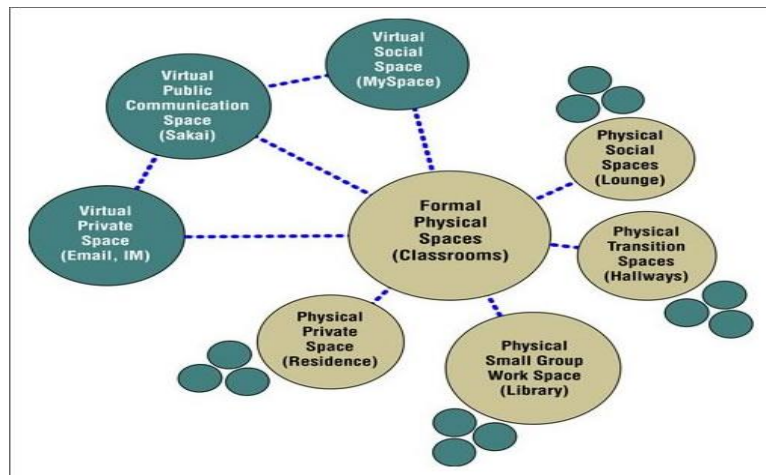 Virtual
Public
Communication
Space
(Sakai)
Virtual
Social
Space
(MySpace)
Physical
Social
Spaces
(Lounge)
Virtual
Private
Space
(Email, IM)
Formal
Physical
Spaces
(Classrooms)
Physical
Transition
Spaces
(Hallways)
Physical
Private
Space
(Residence)
Physical
Small Group
Work Space
(Library)